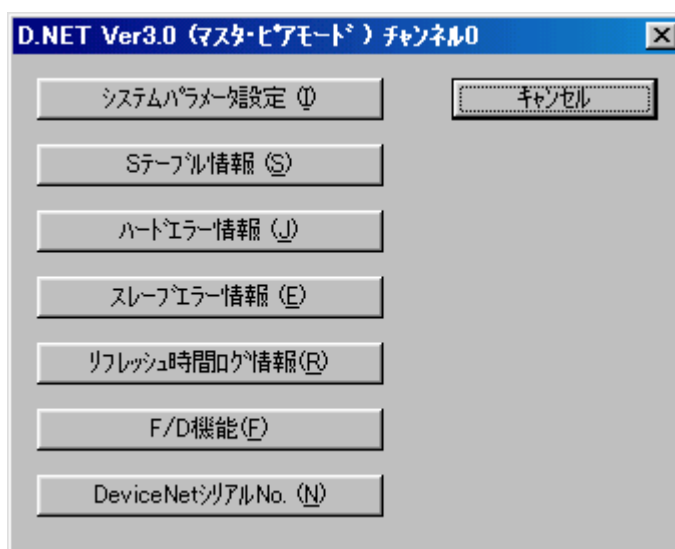 D.NET Ver3.0 (ﾏｽﾀ･ﾋﾟｱﾓｰﾄﾞ) ﾁｬﾝﾈﾙ0
ｼｽﾃﾑﾊﾟﾗﾒｰﾀ設定 (I)
キャンセル
Sﾃｰﾌﾞﾙ情報 (S)
ﾊｰﾄﾞｴﾗｰ情報 (J)
ｽﾚｰﾌﾞｴﾗｰ情報 (E)
ﾘﾌﾚｯｼｭ時間ﾛｸﾞ情報(R)
F/D機能(F)
DeviceNetｼﾘｱﾙNo. (N)